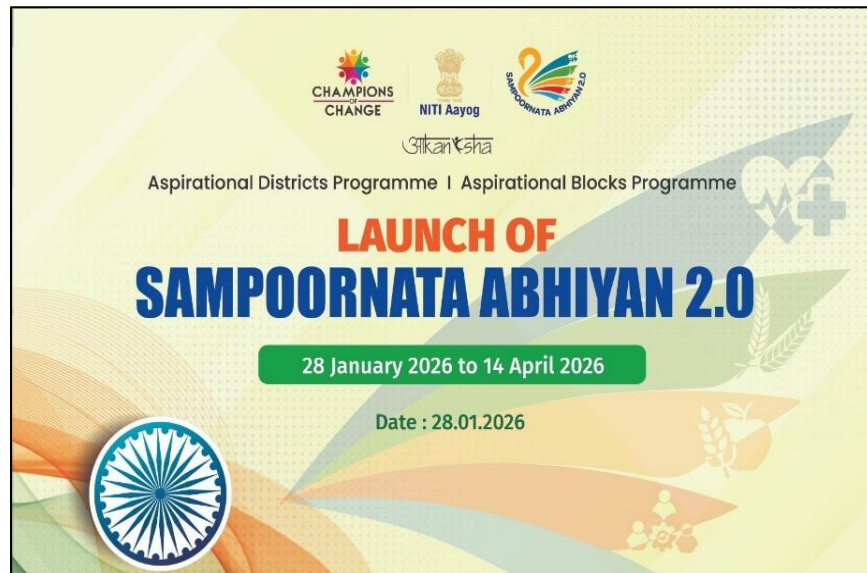 CHAMPIONS
OF
CHANGE
NITI Aayog
SAMPOORNATA ABHIYAN 2.0
आकांksha
Aspirational Districts Programme I Aspirational Blocks Programme
LAUNCH OF
SAMPOORNATA ABHIYAN 2.0
28 January 2026 to 14 April 2026
Date : 28.01.2026